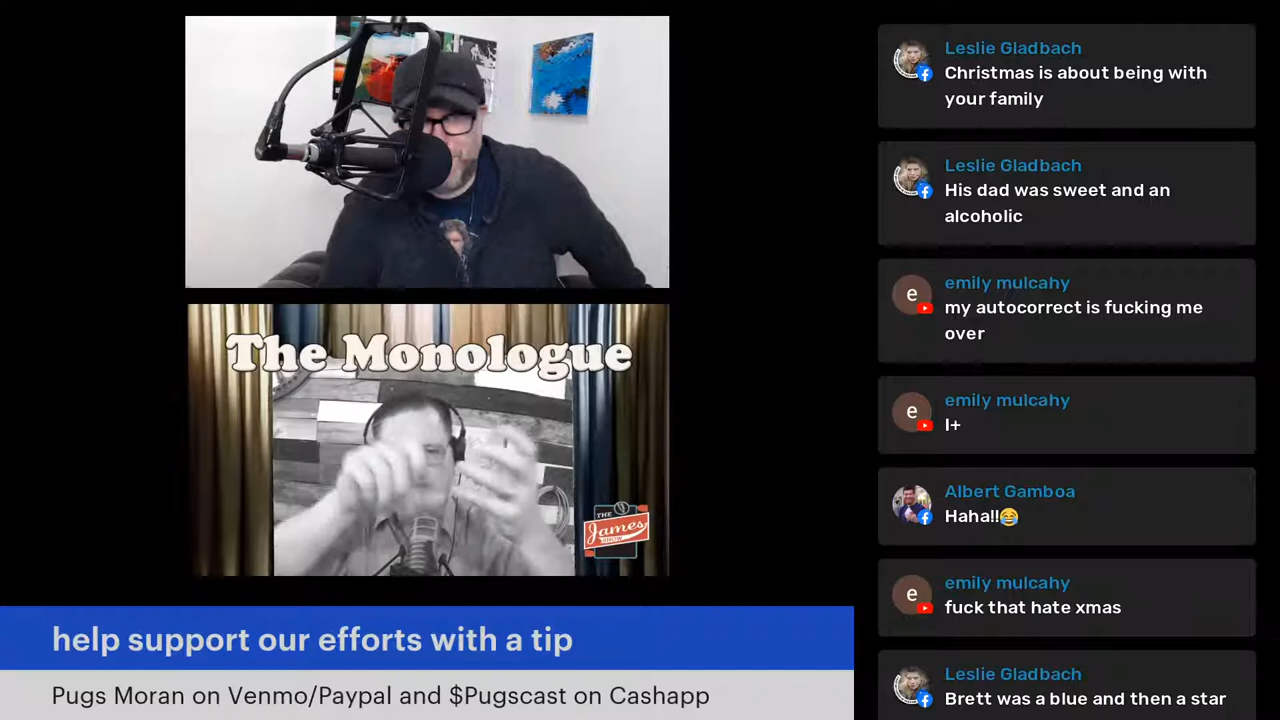 The Monologue
THE
James
SHOW
help support our efforts with a tip
Pugs Moran on Venmo/Paypal and $Pugscast on Cashapp
Leslie Gladbach
Christmas is about being with
your family
Leslie Gladbach
His dad was sweet and an
alcoholic
e
emily mulcahy
my autocorrect is fucking me
over
e
emily mulcahy
I+
Albert Gamboa
Haha!!😂
e
emily mulcahy
fuck that hate xmas
Leslie Gladbach
Brett was a blue and then a star